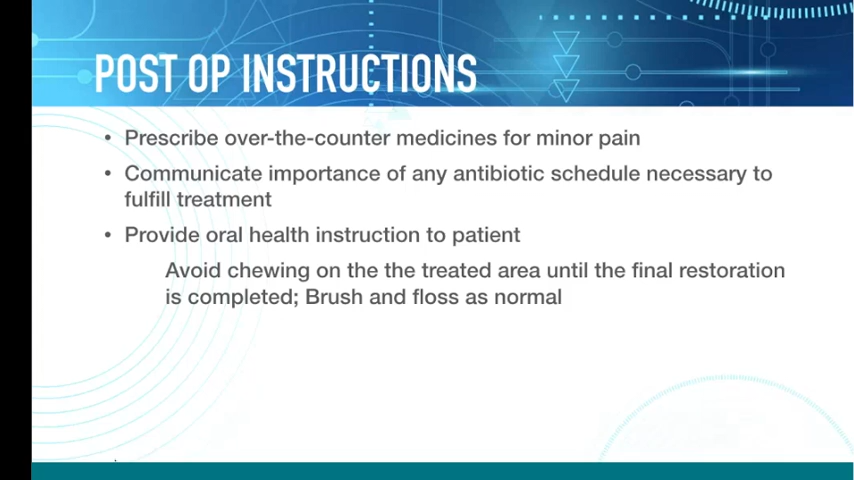 POST OP INSTRUCTIONS
• Prescribe over-the-counter medicines for minor pain
• Communicate importance of any antibiotic schedule necessary to
fulfill treatment
• Provide oral health instruction to patient
Avoid chewing on the the treated area until the final restoration
is completed; Brush and floss as normal